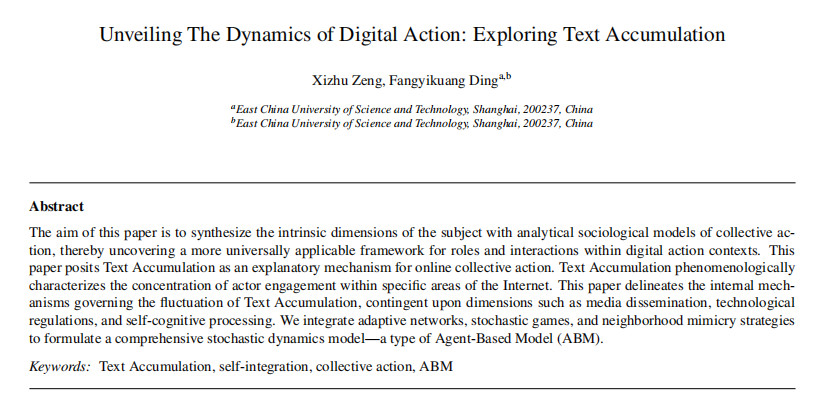 Unveiling The Dynamics of Digital Action: Exploring Text Accumulation
Xizhu Zeng, Fangyikuang Ding^a,b
^aEast China University of Science and Technology, Shanghai, 200237, China
^bEast China University of Science and Technology, Shanghai, 200237, China
Abstract
The aim of this paper is to synthesize the intrinsic dimensions of the subject with analytical sociological models of collective ac-
tion, thereby uncovering a more universally applicable framework for roles and interactions within digital action contexts. This
paper posits Text Accumulation as an explanatory mechanism for online collective action. Text Accumulation phenomenologically
characterizes the concentration of actor engagement within specific areas of the Internet. This paper delineates the internal mech-
anisms governing the fluctuation of Text Accumulation, contingent upon dimensions such as media dissemination, technological
regulations, and self-cognitive processing. We integrate adaptive networks, stochastic games, and neighborhood mimicry strategies
to formulate a comprehensive stochastic dynamics model—a type of Agent-Based Model (ABM).
Keywords: Text Accumulation, self-integration, collective action, ABM